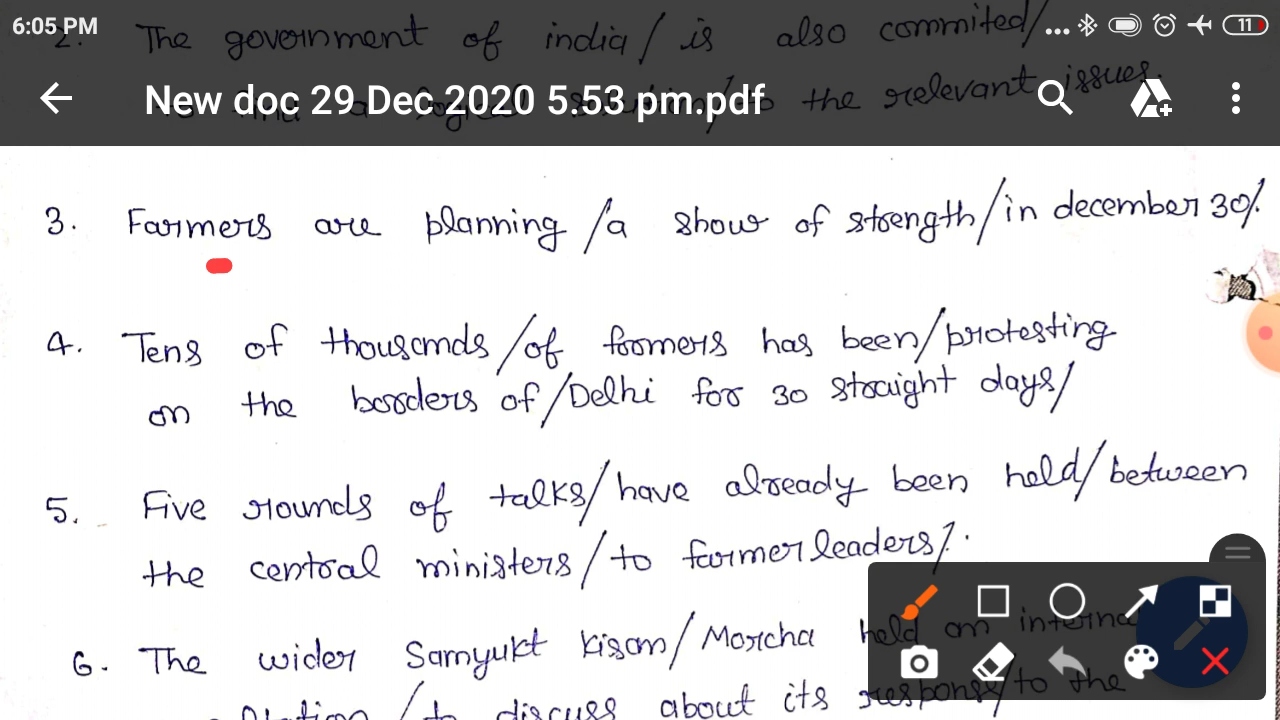 6:05 PM
11
2. The government of india / is also commited /
the relevant issues.
New doc 29 Dec 2020 5.53 pm.pdf
3. Farmers are planning / a show of strength / in december 30/.
4. Tens of thousands / of farmers has been / protesting
on the borders of / Delhi for 30 straight days /
5. Five rounds of talks / have already been held / between
the central ministers / to farmer leaders /.
6. The wider Samyukt Kisan / Morcha held an internal
/ to discuss about its response / to the